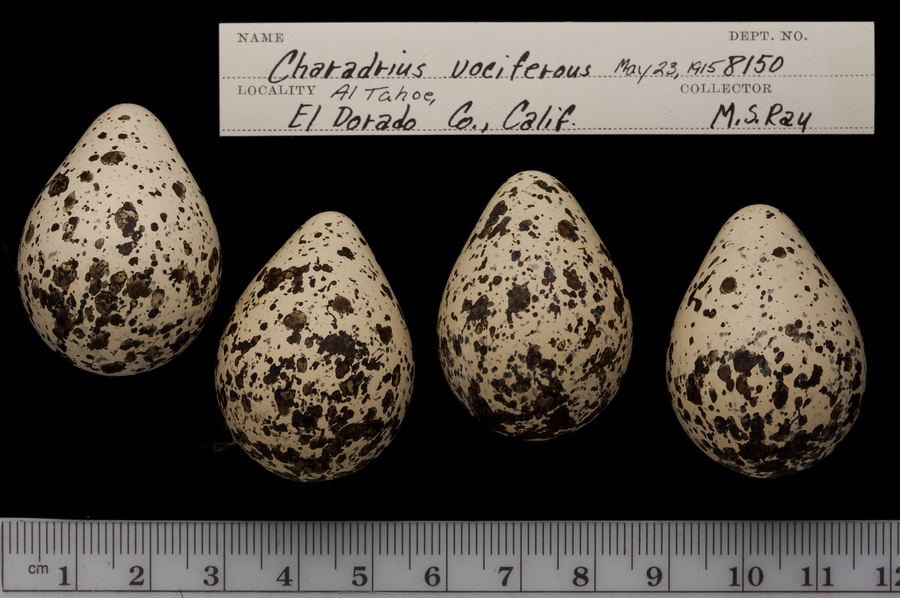 NAME DEPT. NO.
Charadrius vociferous May 23, 1915 8150
LOCALITY Al Tahoe, COLLECTOR
El Dorado Co., Calif. M.S. Ray
cm 1 2 3 4 5 6 7 8 9 10 11 12